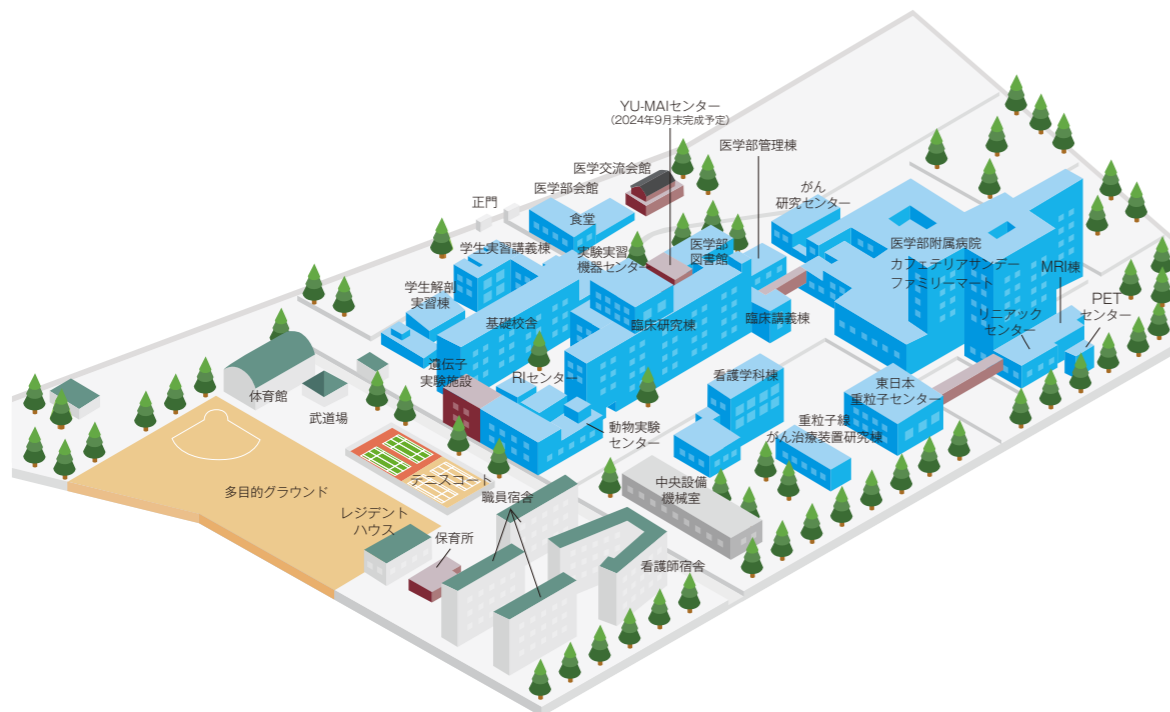 YU-MAIセンター
（2024年9月末完成予定）
医学部管理棟
医学交流会館
医学部会館
がん
研究センター
正門
食堂
学生実習講義棟
実験実習
機器センター
医学部
図書館
医学部附属病院
カフェテリアサンデー
ファミリーマート
MRI棟
学生解剖
実習棟
PET
センター
リニアック
センター
基礎校舎
臨床研究棟
臨床講義棟
遺伝子
実験施設
RIセンター
看護学科棟
東日本
重粒子センター
体育館
武道場
動物実験
センター
重粒子線
がん治療装置研究棟
テニスコート
中央設備
機械室
多目的グラウンド
職員宿舎
レジデント
ハウス
保育所
看護師宿舎